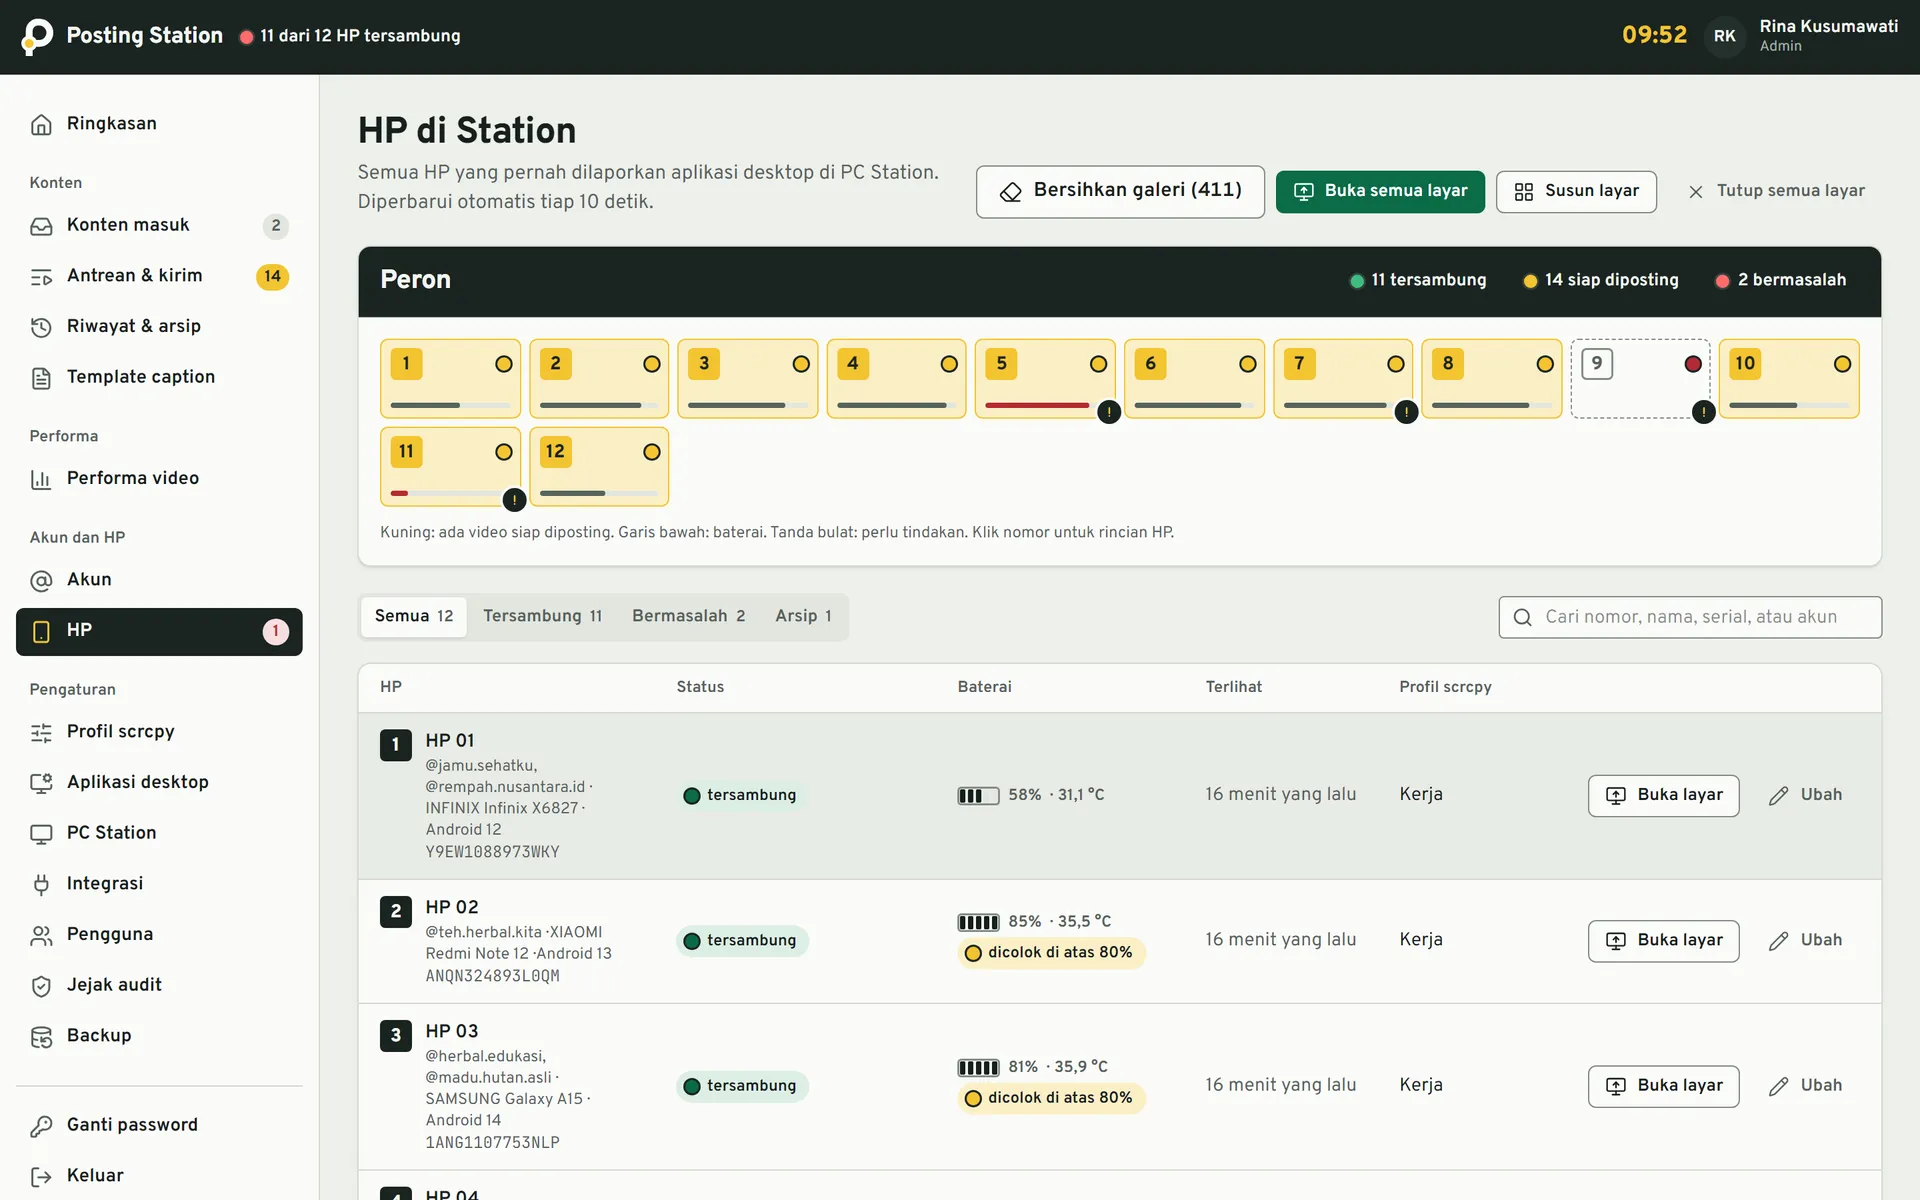 Posting Station
11 dari 12 HP tersambung
09:52
RK
Rina Kusumawati
Admin
Ringkasan
Konten
Konten masuk 2
Antrean & kirim 14
Riwayat & arsip
Template caption
Performa
Performa video
Akun dan HP
Akun
HP 1
Pengaturan
Profil scrcpy
Aplikasi desktop
PC Station
Integrasi
Pengguna
Jejak audit
Backup
Ganti password
Keluar
HP di Station
Semua HP yang pernah dilaporkan aplikasi desktop di PC Station.
Diperbarui otomatis tiap 10 detik.
Bersihkan galeri (411)
Buka semua layar
Susun layar
Tutup semua layar
Peron
11 tersambung
14 siap diposting
2 bermasalah
1 2 3 4 5 6 7 8 9 10
! ! !
11 12
!
Kuning: ada video siap diposting. Garis bawah: baterai. Tanda bulat: perlu tindakan. Klik nomor untuk rincian HP.
Semua 12 Tersambung 11 Bermasalah 2 Arsip 1
Cari nomor, nama, serial, atau akun
HP Status Baterai Terlihat Profil scrcpy
1 HP 01
@jamu.sehatku,
@rempah.nusantara.id ·
INFINIX Infinix X6827 ·
Android 12
Y9EW1088973WKY
tersambung
58% · 31,1 °C
16 menit yang lalu
Kerja
Buka layar
Ubah
2 HP 02
@teh.herbal.kita ·XIAOMI
Redmi Note 12 ·Android 13
ANQN324893L0QM
tersambung
85% · 35,5 °C
dicolok di atas 80%
16 menit yang lalu
Kerja
Buka layar
Ubah
3 HP 03
@herbal.edukasi,
@madu.hutan.asli ·
SAMSUNG Galaxy A15 ·
Android 14
1ANG1107753NLP
tersambung
81% · 35,9 °C
dicolok di atas 80%
16 menit yang lalu
Kerja
Buka layar
Ubah
4 HP 04